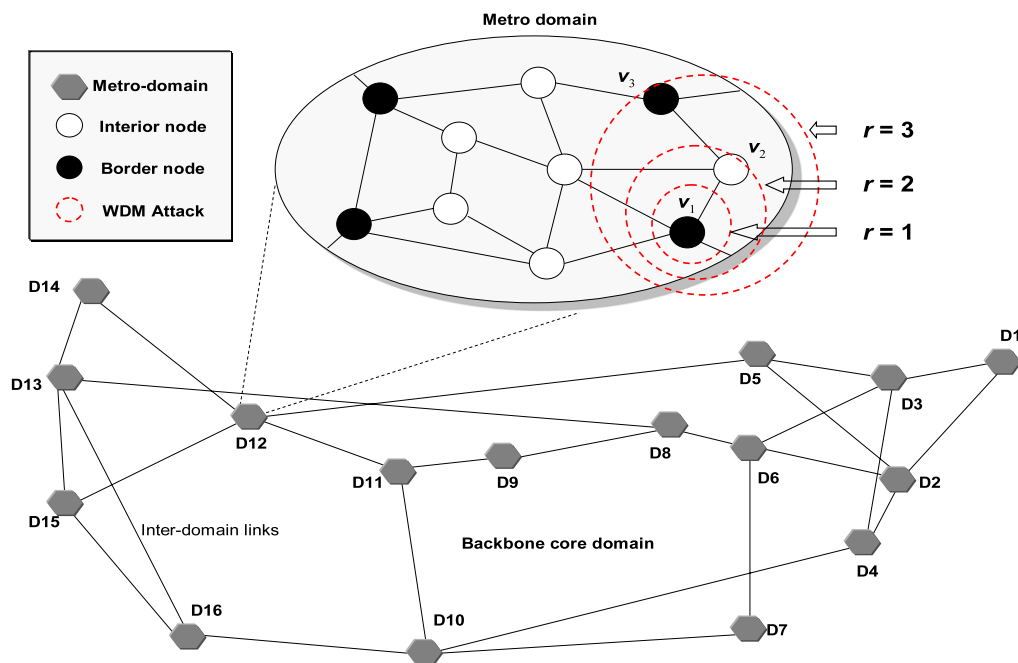 Metro domain
Metro-domain
Interior node
Border node
WDM Attack
v3
v2
v1
r = 3
r = 2
r = 1
D14
D13
D12
D5
D1
D3
D11
D9
D8
D6
D2
D15
Inter-domain links
Backbone core domain
D4
D16
D10
D7